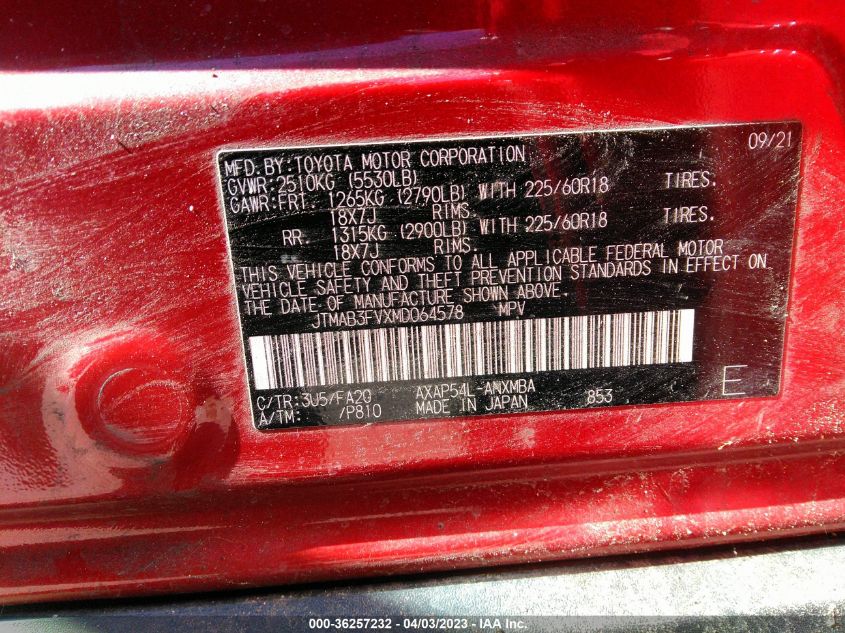 09/21
MFD.BY:TOYOTA MOTOR CORPORATION
GVWR:2510KG (5530LB)
GAWR:FRT. 1265KG (2790LB) WITH 225/60R18 TIRES.
18X7J RIMS.
RR. 1315KG (2900LB) WITH 225/60R18 TIRES.
18X7J RIMS.
THIS VEHICLE CONFORMS TO ALL APPLICABLE FEDERAL MOTOR
VEHICLE SAFETY AND THEFT PREVENTION STANDARDS IN EFFECT ON
THE DATE OF MANUFACTURE SHOWN ABOVE.
JTMAB3FVXMD064578 MPV
C/TR:3U5/FA20 AXAP54L-ANXMBA
A/TM: /P810 MADE IN JAPAN 853
E
000-36257232 - 04/03/2023 - IAA Inc.